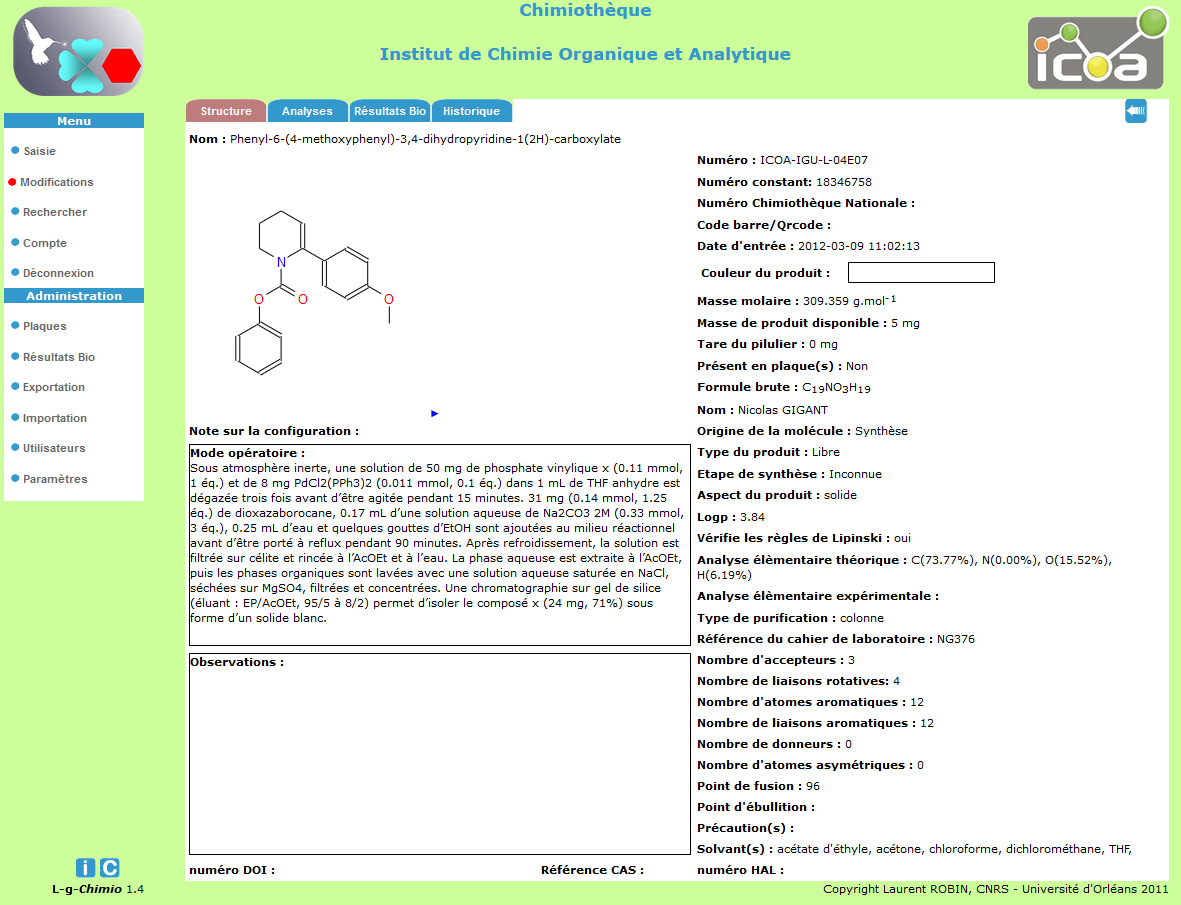 Chimiothèque
Institut de Chimie Organique et Analytique
icoa
Menu
Saisie
Modifications
Rechercher
Compte
Déconnexion
Administration
Plaques
Résultats Bio
Exportation
Importation
Utilisateurs
Paramètres
i C
L-g-Chimio 1.4
Structure Analyses Résultats Bio Historique
Nom : Phenyl-6-(4-methoxyphenyl)-3,4-dihydropyridine-1(2H)-carboxylate
N
O O O
Note sur la configuration :
Mode opératoire :
Sous atmosphère inerte, une solution de 50 mg de phosphate vinylique x (0.11 mmol,
1 éq.) et de 8 mg PdCl2(PPh3)2 (0.011 mmol, 0.1 éq.) dans 1 mL de THF anhydre est
dégazée trois fois avant d’être agitée pendant 15 minutes. 31 mg (0.14 mmol, 1.25
éq.) de dioxazaborocane, 0.17 mL d’une solution aqueuse de Na2CO3 2M (0.33 mmol,
3 éq.), 0.25 mL d’eau et quelques gouttes d’EtOH sont ajoutées au milieu réactionnel
avant d’être porté à reflux pendant 90 minutes. Après refroidissement, la solution est
filtrée sur célite et rincée à l’AcOEt et à l’eau. La phase aqueuse est extraite à l’AcOEt,
puis les phases organiques sont lavées avec une solution aqueuse saturée en NaCl,
séchées sur MgSO4, filtrées et concentrées. Une chromatographie sur gel de silice
(éluant : EP/AcOEt, 95/5 à 8/2) permet d’isoler le composé x (24 mg, 71%) sous
forme d’un solide blanc.
Observations :
numéro DOI :
Référence CAS :
Numéro : ICOA-IGU-L-04E07
Numéro constant: 18346758
Numéro Chimiothèque Nationale :
Code barre/Qrcode :
Date d'entrée : 2012-03-09 11:02:13
Couleur du produit :
Masse molaire : 309.359 g.mol⁻¹
Masse de produit disponible : 5 mg
Tare du pilulier : 0 mg
Présent en plaque(s) : Non
Formule brute : C₁₉NO₃H₁₉
Nom : Nicolas GIGANT
Origine de la molécule : Synthèse
Type du produit : Libre
Etape de synthèse : Inconnue
Aspect du produit : solide
Logp : 3.84
Vérifie les règles de Lipinski : oui
Analyse élèmentaire théorique : C(73.77%), N(0.00%), O(15.52%),
H(6.19%)
Analyse élèmentaire expérimentale :
Type de purification : colonne
Référence du cahier de laboratoire : NG376
Nombre d'accepteurs : 3
Nombre de liaisons rotatives: 4
Nombre d'atomes aromatiques : 12
Nombre de liaisons aromatiques : 12
Nombre de donneurs : 0
Nombre d'atomes asymétriques : 0
Point de fusion : 96
Point d'ébullition :
Précaution(s) :
Solvant(s) : acétate d'éthyle, acétone, chloroforme, dichlorométhane, THF,
numéro HAL :
Copyright Laurent ROBIN, CNRS - Université d'Orléans 2011